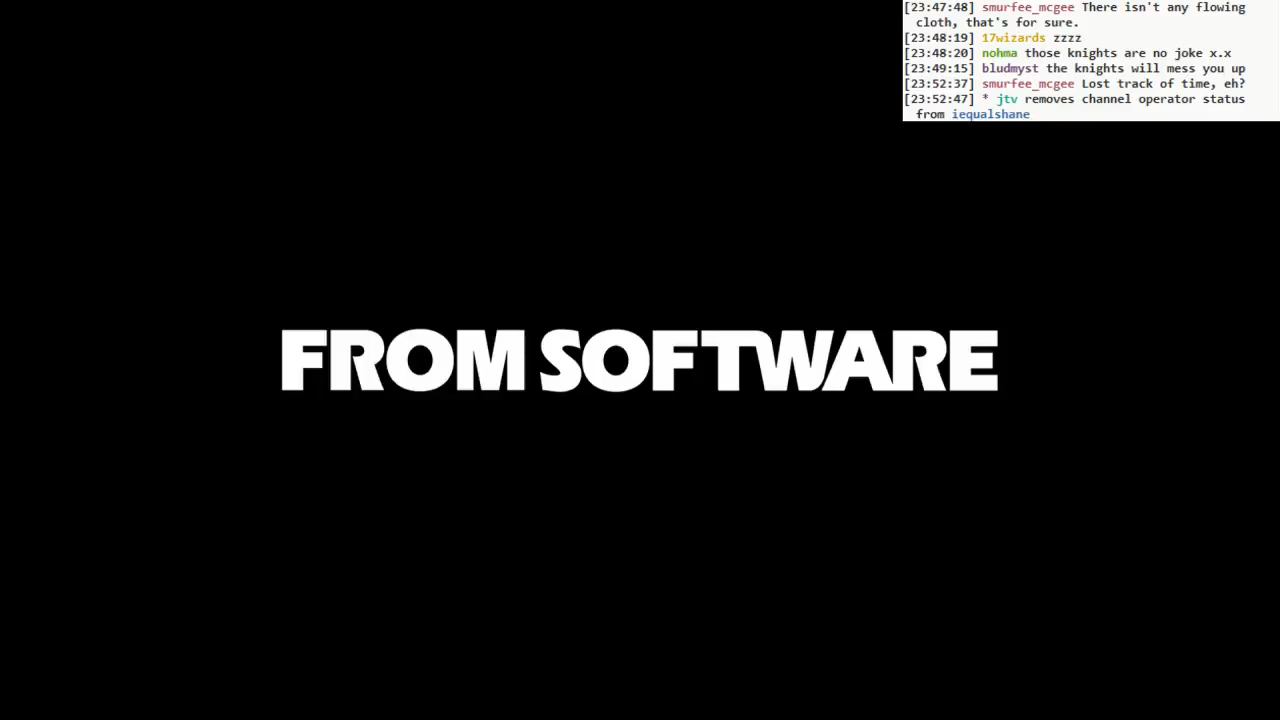 [23:47:48] smurfee_mcgee There isn't any flowing
cloth, that's for sure.
[23:48:19] 17wizards zzzz
[23:48:20] nohma those knights are no joke x.x
[23:49:15] bludmyst the knights will mess you up
[23:52:37] smurfee_mcgee Lost track of time, eh?
[23:52:47] * jtv removes channel operator status
from iequalshane
FROMSOFTWARE